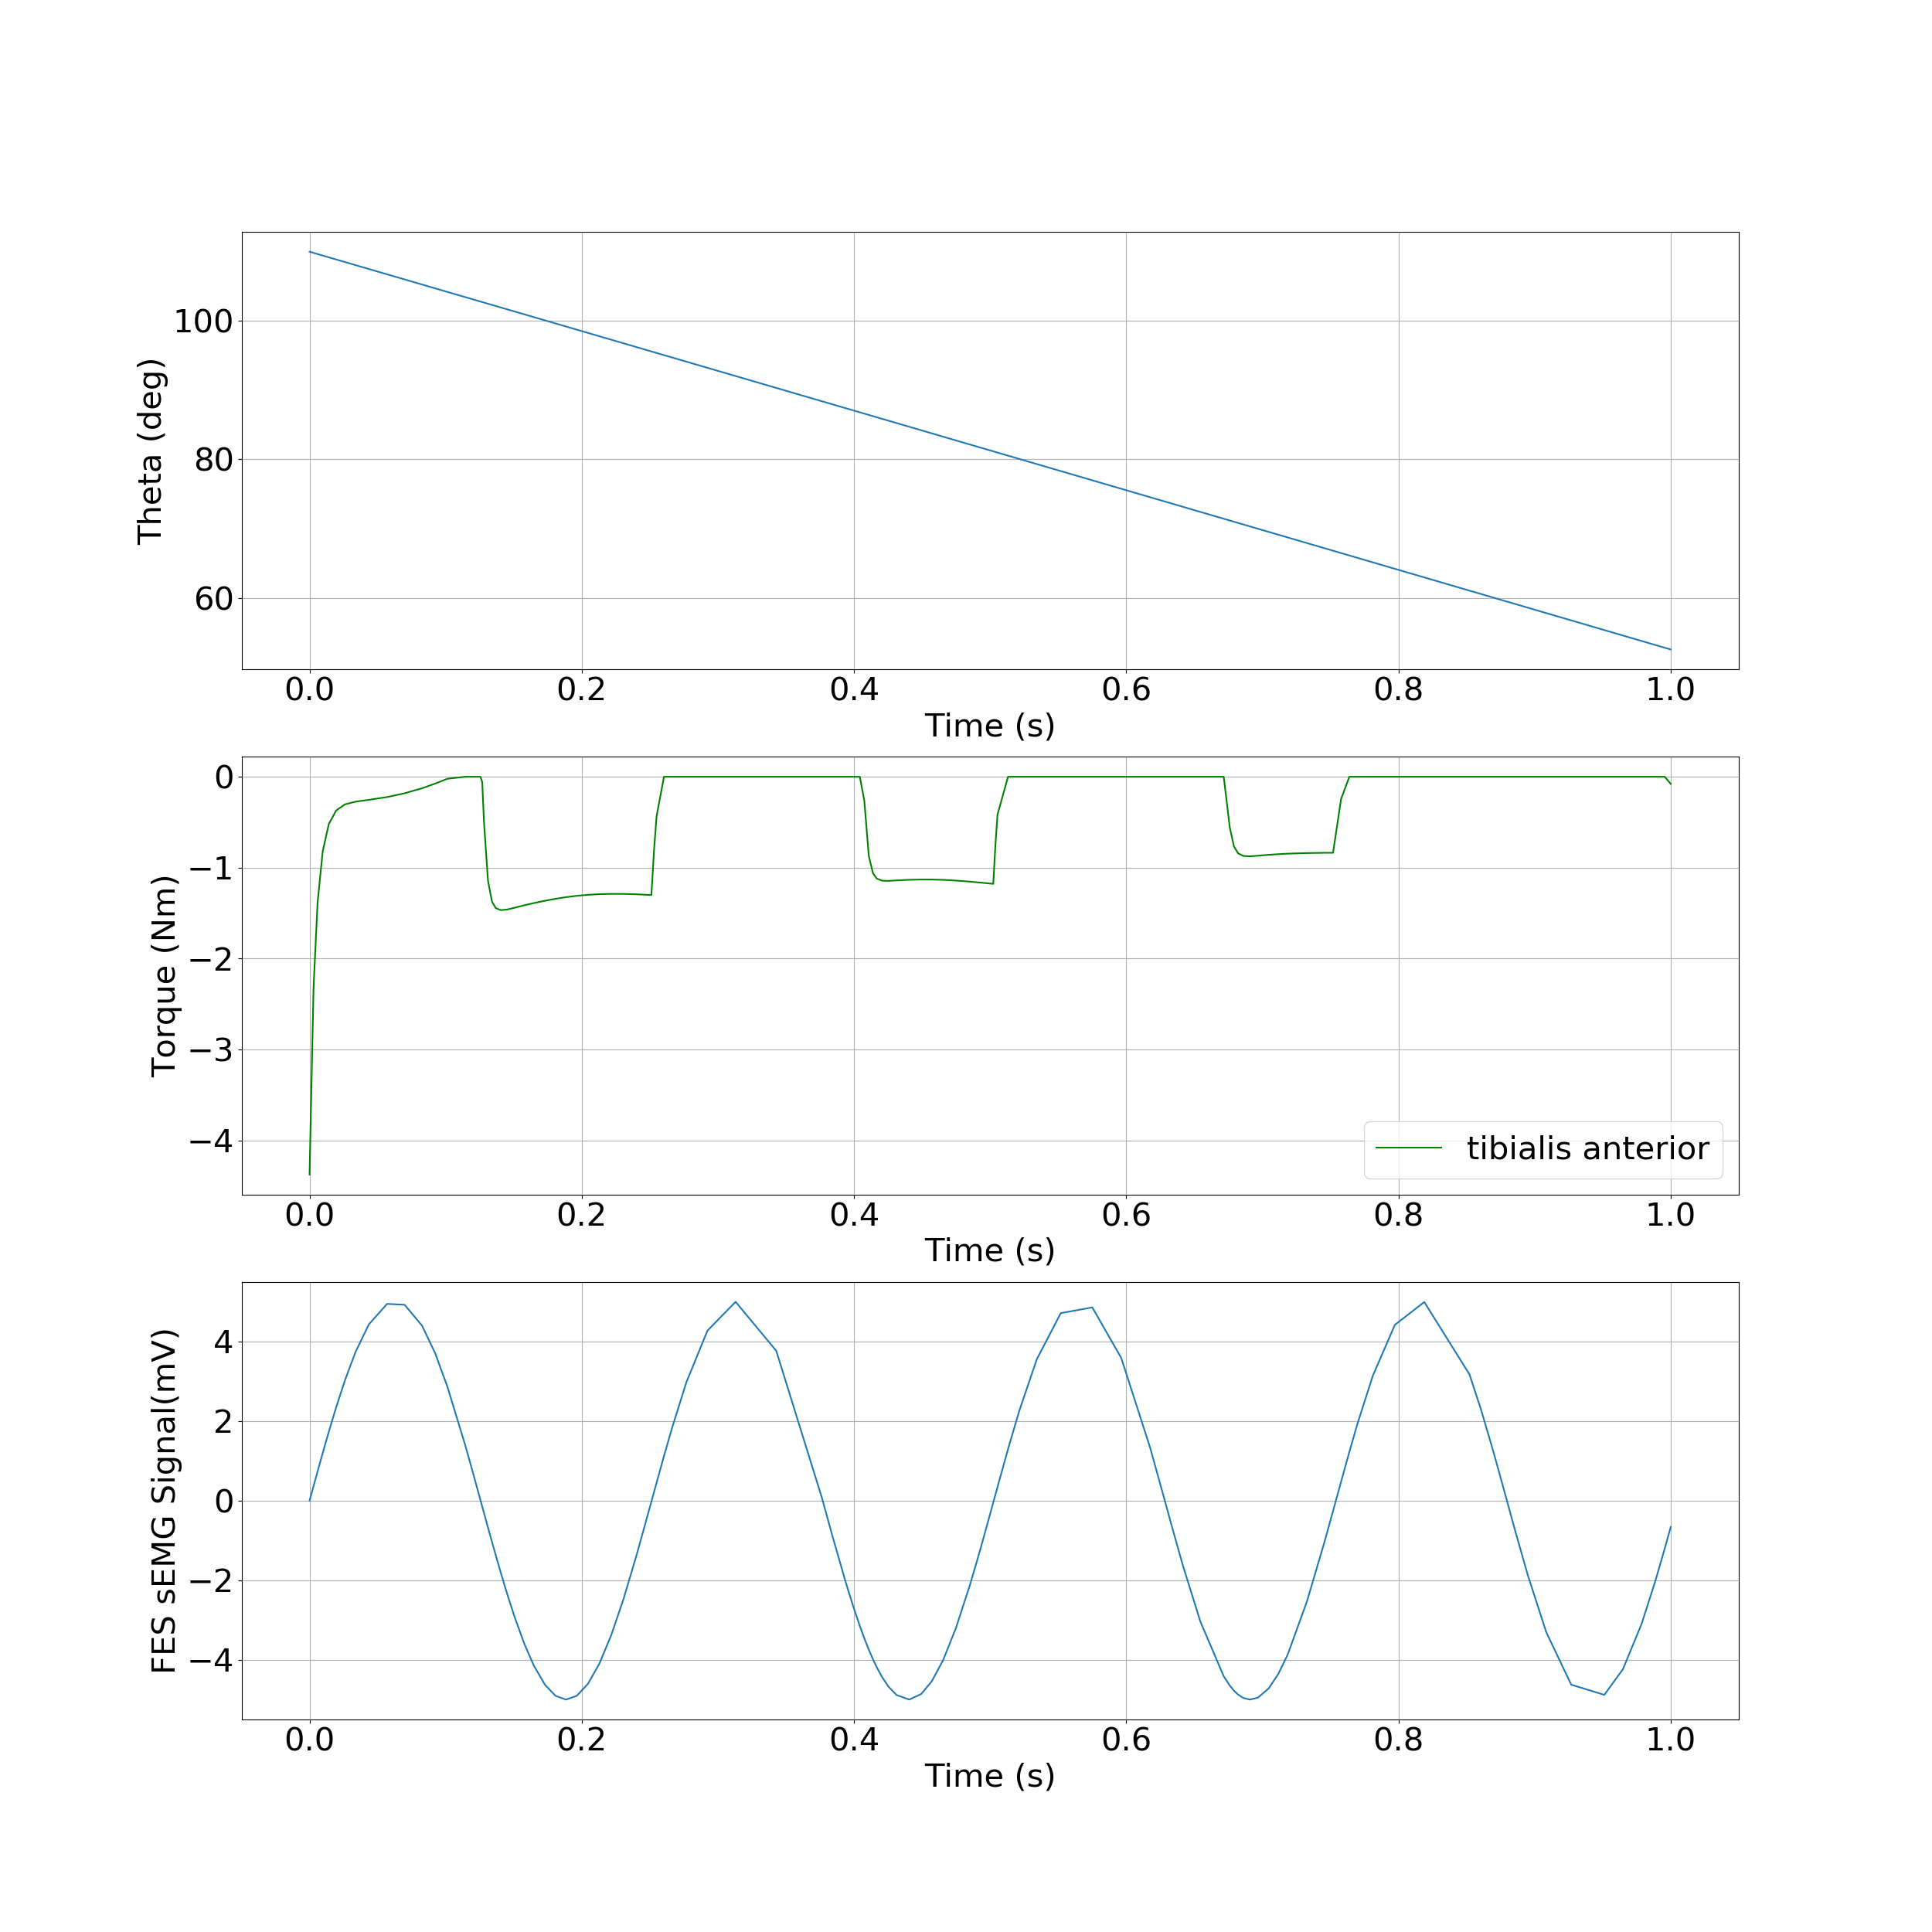 100
80
60
Theta (deg)
0.0 0.2 0.4 0.6 0.8 1.0
Time (s)
0
−1
−2
−3
−4
Torque (Nm)
tibialis anterior
0.0 0.2 0.4 0.6 0.8 1.0
Time (s)
4
2
0
−2
−4
FES sEMG Signal(mV)
0.0 0.2 0.4 0.6 0.8 1.0
Time (s)